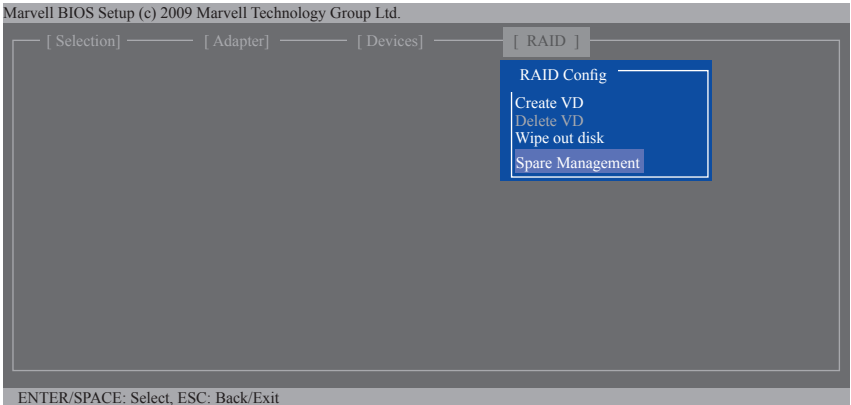 Marvell BIOS Setup (c) 2009 Marvell Technology Group Ltd.
[ Selection] [ Adapter] [ Devices] [ RAID ]
RAID Config
Create VD
Delete VD
Wipe out disk
Spare Management
ENTER/SPACE: Select, ESC: Back/Exit